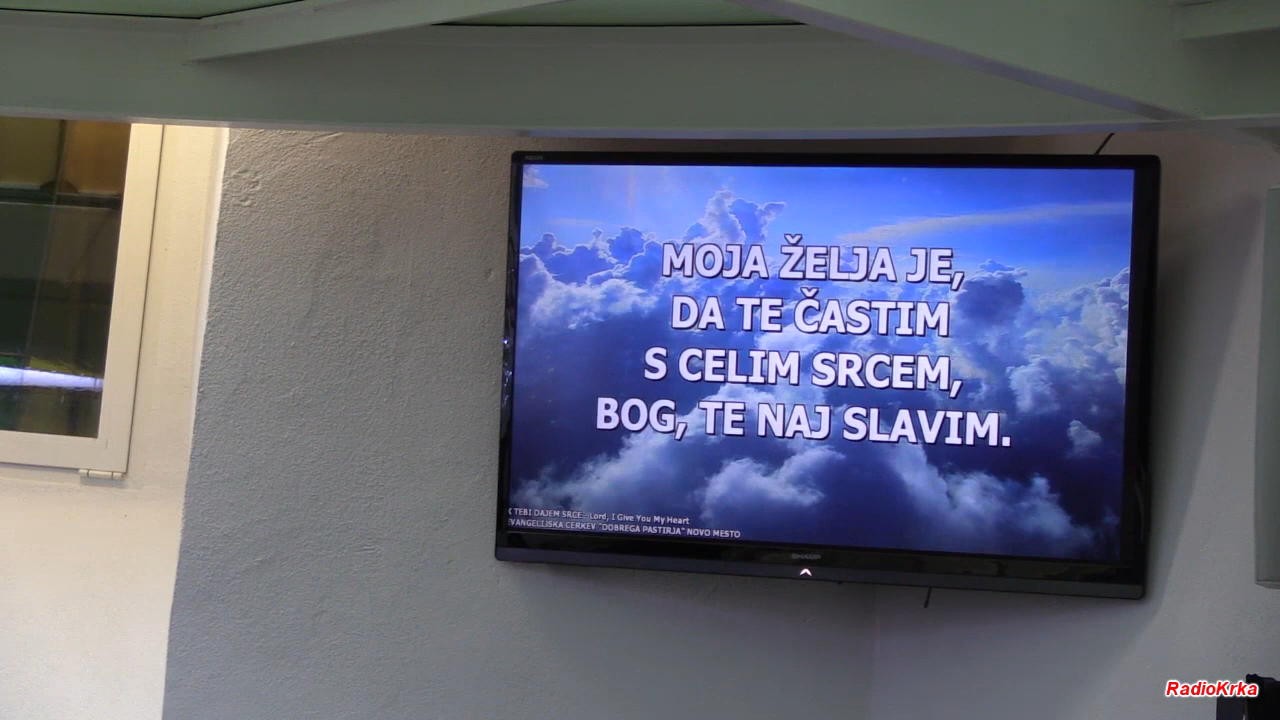 MOJA ŽELJA JE,
DA TE ČASTIM
S CELIM SRCEM,
BOG, TE NAJ SLAVIM.
TEBI DAJEM SRCE - Lord, I Give You My Heart
EVANGELIJSKA CERKEV "DOBREGA PASTIRJA" NOVO MESTO
SHARP
RadioKrka